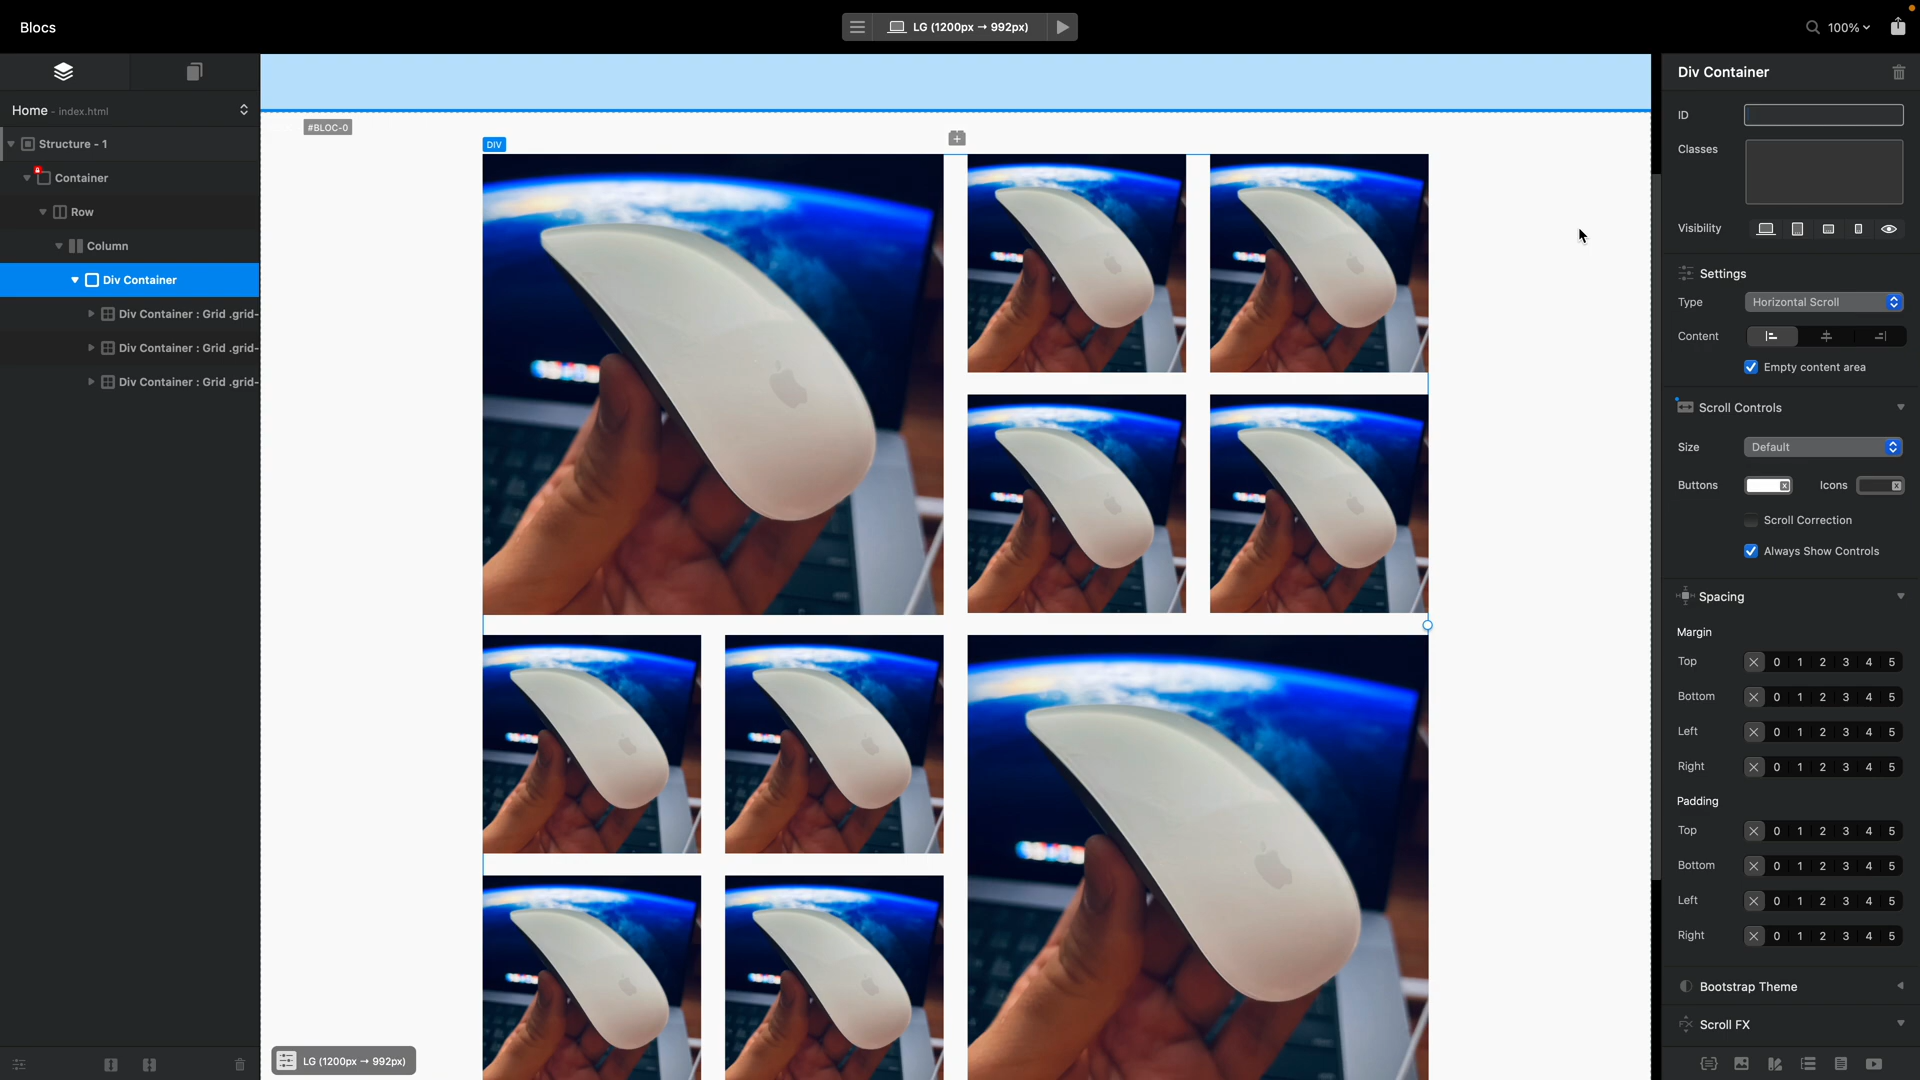 Blocs
LG (1200px → 992px)
100%
Home - index.html
Structure - 1
Container
Row
Column
Div Container
Div Container : Grid .grid-
Div Container : Grid .grid-
Div Container : Grid .grid-
#BLOC-0
DIV
LG (1200px → 992px)
Div Container
ID
Classes
Visibility
Settings
Type Horizontal Scroll
Content
Empty content area
Scroll Controls
Size Default
Buttons Icons
Scroll Correction
Always Show Controls
Spacing
Margin
Top 0 1 2 3 4 5
Bottom 0 1 2 3 4 5
Left 0 1 2 3 4 5
Right 0 1 2 3 4 5
Padding
Top 0 1 2 3 4 5
Bottom 0 1 2 3 4 5
Left 0 1 2 3 4 5
Right 0 1 2 3 4 5
Bootstrap Theme
Scroll FX